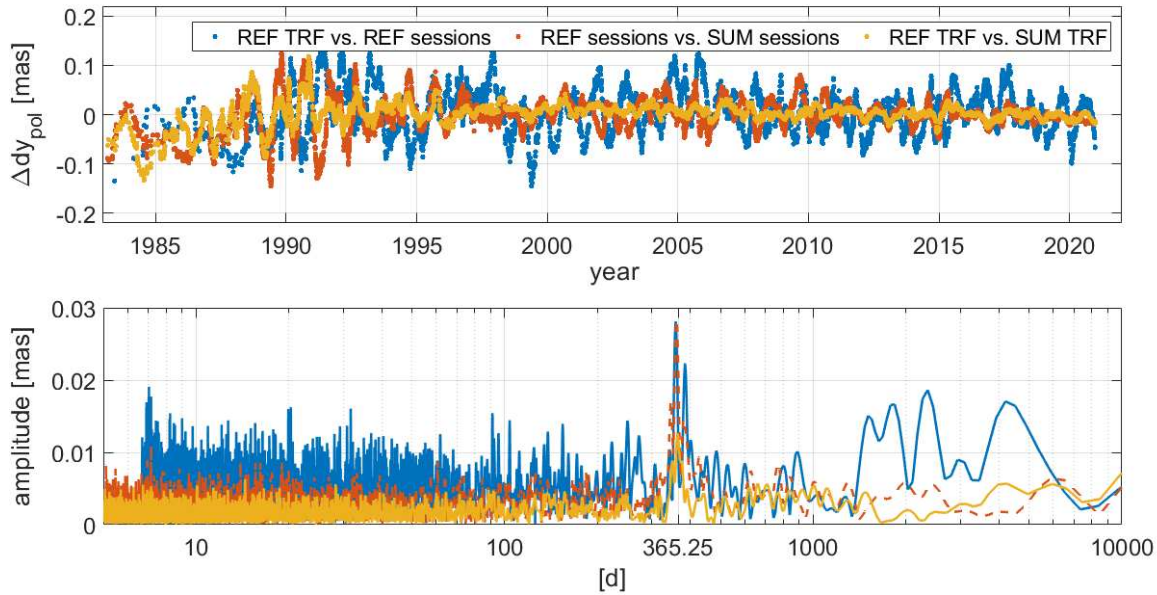 0.2
REF TRF vs. REF sessions REF sessions vs. SUM sessions REF TRF vs. SUM TRF
0.1
0
-0.1
-0.2
Δdy_pol [mas]
1985 1990 1995 2000 2005 2010 2015 2020
year
0.03
0.02
0.01
0
amplitude [mas]
10 100 365.25 1000 10000
[d]